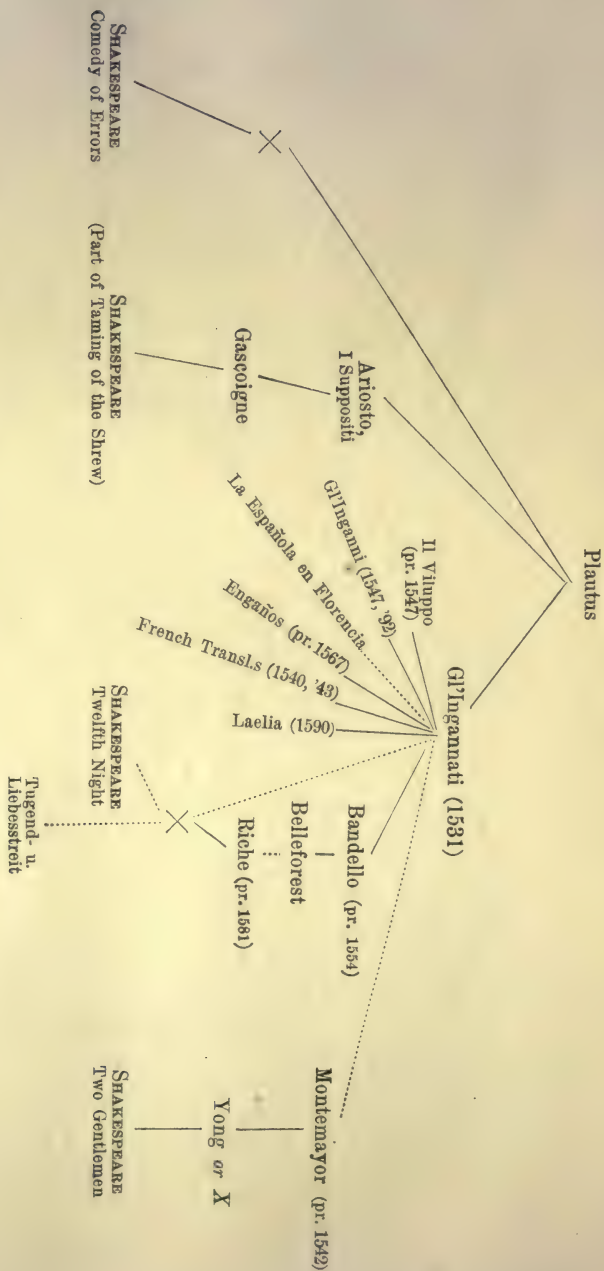 Plautus
Ariosto,
I Suppositi
Gascoigne
SHAKESPEARE
Comedy of Errors
SHAKESPEARE
(Part of Taming of the Shrew)
Gl'Ingannati (1531)
Il Viluppo
(pr. 1547)
Gl'Inganni (1547, '92)
La Española en Florencia
Engaños (pr. 1567)
French Transl.s (1540, '43)
Laelia (1590)
Bandello (pr. 1554)
Belleforest
Riche (pr. 1581)
X
X
SHAKESPEARE
Twelfth Night
Tugend- u.
Liebesstreit
Montemayor (pr. 1542)
Yong or X
SHAKESPEARE
Two Gentlemen